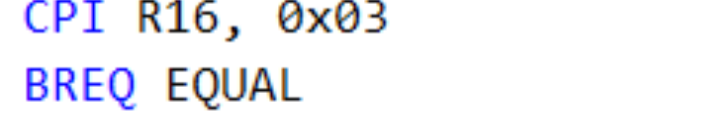 CPI R16, 0x03
BREQ EQUAL